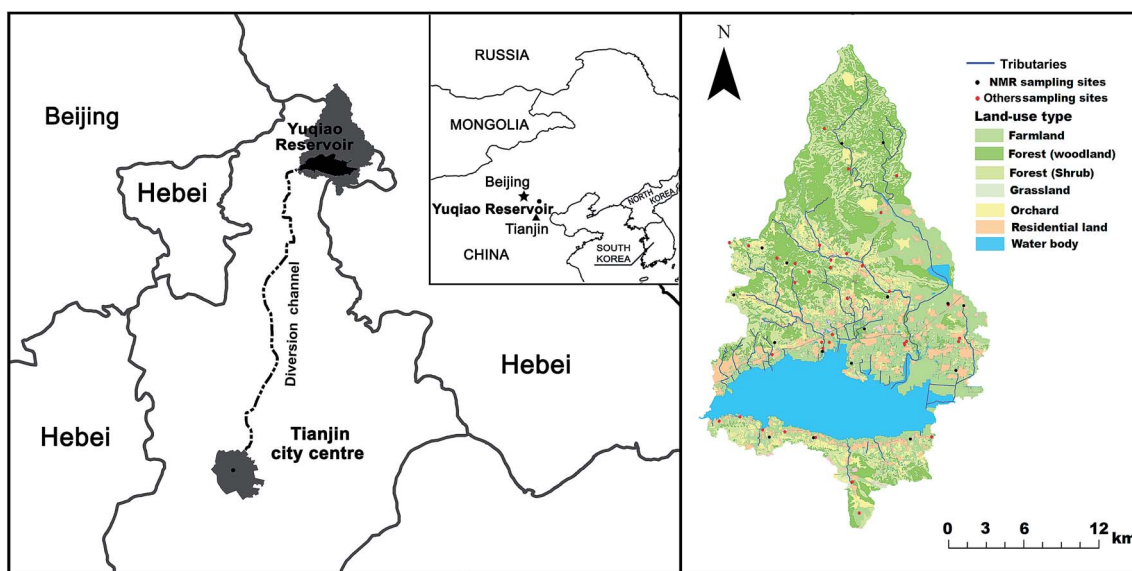 Beijing
Yuqiao
Reservoir
Hebei
Diversion channel
Hebei
Hebei
Tianjin
city centre
RUSSIA
MONGOLIA
Beijing
Yuqiao Reservoir
Tianjin
CHINA
NORTH
KOREA
SOUTH
KOREA
N
Tributaries
NMR sampling sites
Otherssampling sites
Land-use type
Farmland
Forest (woodland)
Forest (Shrub)
Grassland
Orchard
Residential land
Water body
0 3 6 12
km